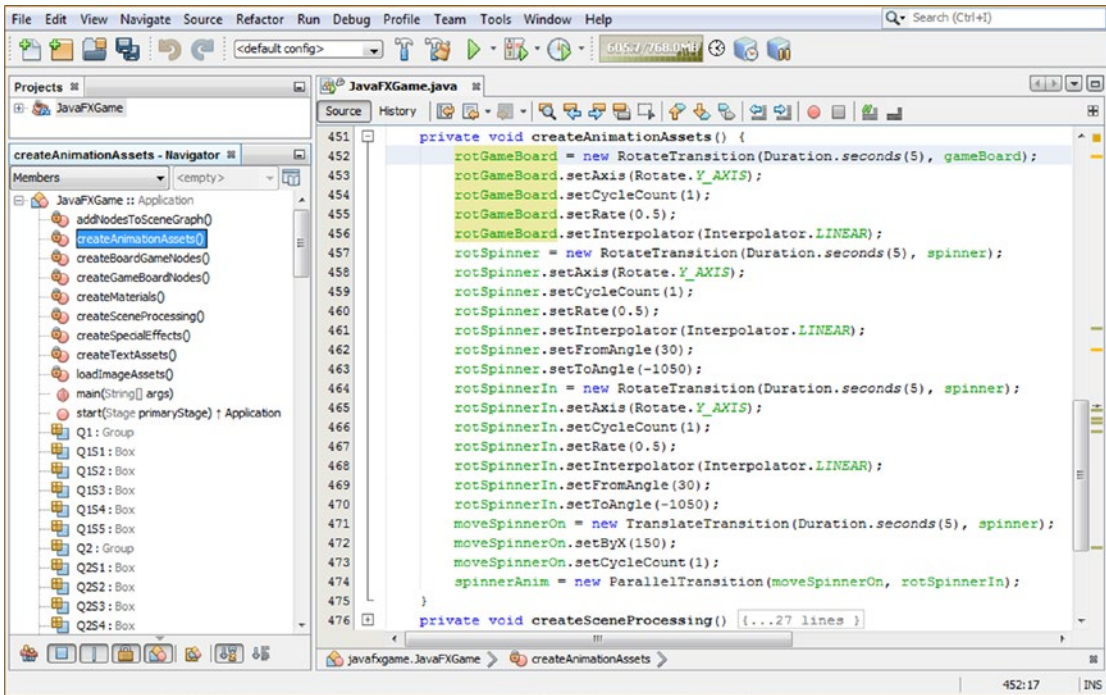 File Edit View Navigate Source Refactor Run Debug Profile Team Tools Window Help
Search (Ctrl+I)
<default config>
605.7/768.0MB
Projects
JavaFXGame
createAnimationAssets - Navigator
Members
<empty>
JavaFXGame :: Application
addNodesToSceneGraph()
createAnimationAssets()
createBoardGameNodes()
createGameBoardNodes()
createMaterials()
createSceneProcessing()
createSpecialEffects()
createTextAssets()
loadImageAssets()
main(String[] args)
start(Stage primaryStage) ↑ Application
Q1 : Group
Q1S1 : Box
Q1S2 : Box
Q1S3 : Box
Q1S4 : Box
Q1S5 : Box
Q2 : Group
Q2S1 : Box
Q2S2 : Box
Q2S3 : Box
Q2S4 : Box
JavaFXGame.java
Source History
451 private void createAnimationAssets() {
452 rotGameBoard = new RotateTransition(Duration.seconds(5), gameBoard);
453 rotGameBoard.setAxis(Rotate.Y_AXIS);
454 rotGameBoard.setCycleCount(1);
455 rotGameBoard.setRate(0.5);
456 rotGameBoard.setInterpolator(Interpolator.LINEAR);
457 rotSpinner = new RotateTransition(Duration.seconds(5), spinner);
458 rotSpinner.setAxis(Rotate.Y_AXIS);
459 rotSpinner.setCycleCount(1);
460 rotSpinner.setRate(0.5);
461 rotSpinner.setInterpolator(Interpolator.LINEAR);
462 rotSpinner.setFromAngle(30);
463 rotSpinner.setToAngle(-1050);
464 rotSpinnerIn = new RotateTransition(Duration.seconds(5), spinner);
465 rotSpinnerIn.setAxis(Rotate.Y_AXIS);
466 rotSpinnerIn.setCycleCount(1);
467 rotSpinnerIn.setRate(0.5);
468 rotSpinnerIn.setInterpolator(Interpolator.LINEAR);
469 rotSpinnerIn.setFromAngle(30);
470 rotSpinnerIn.setToAngle(-1050);
471 moveSpinnerOn = new TranslateTransition(Duration.seconds(5), spinner);
472 moveSpinnerOn.setByX(150);
473 moveSpinnerOn.setCycleCount(1);
474 spinnerAnim = new ParallelTransition(moveSpinnerOn, rotSpinnerIn);
475 }
476 private void createSceneProcessing() {...27 lines }
javafxgame.JavaFXGame createAnimationAssets
452:17 INS